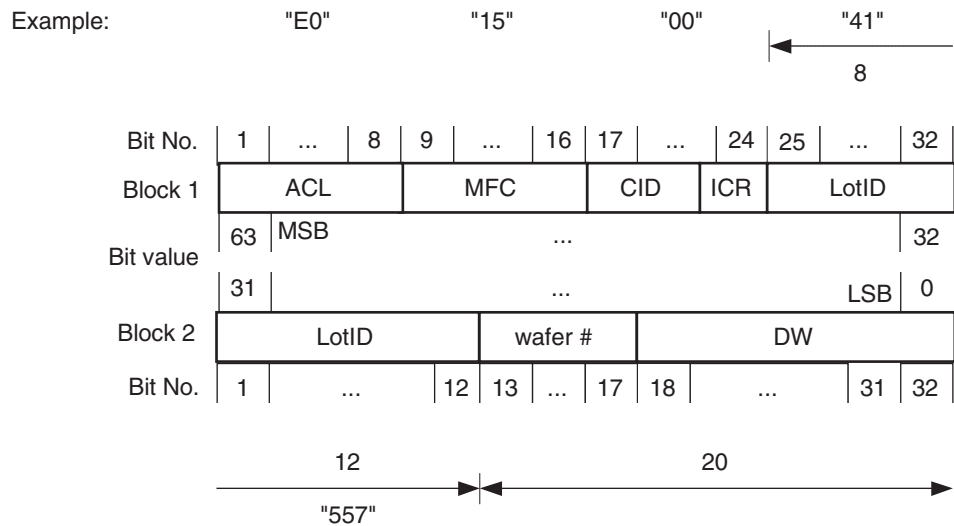 Example: "E0" "15" "00" "41"
8
Bit No. 1 ... 8 9 ... 16 17 ... 24 25 ... 32
Block 1 ACL MFC CID ICR LotID
63 MSB ... 32
Bit value
31 ... LSB 0
Block 2 LotID wafer # DW
Bit No. 1 ... 12 13 ... 17 18 ... 31 32
12 20
"557"